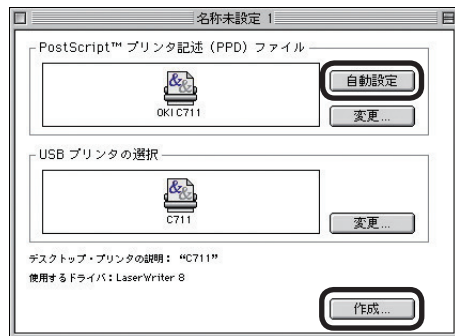 名称未設定 1
PostScript™ プリンタ記述（PPD）ファイル
自動設定
OKI C711
変更...
USB プリンタの選択
C711
変更...
デスクトップ・プリンタの説明： “C711”
使用するドライバ：LaserWriter 8
作成...